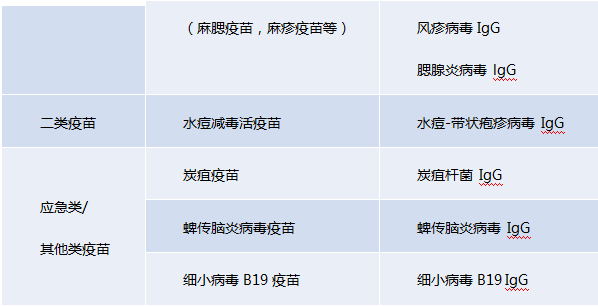 （麻腮疫苗，麻疹疫苗等）
风疹病毒 IgG
腮腺炎病毒 IgG
二类疫苗
水痘减毒活疫苗
水痘-带状疱疹病毒 IgG
应急类/
其他类疫苗
炭疽疫苗
炭疽杆菌 IgG
蜱传脑炎病毒疫苗
蜱传脑炎病毒 IgG
细小病毒 B19 疫苗
细小病毒 B19 IgG